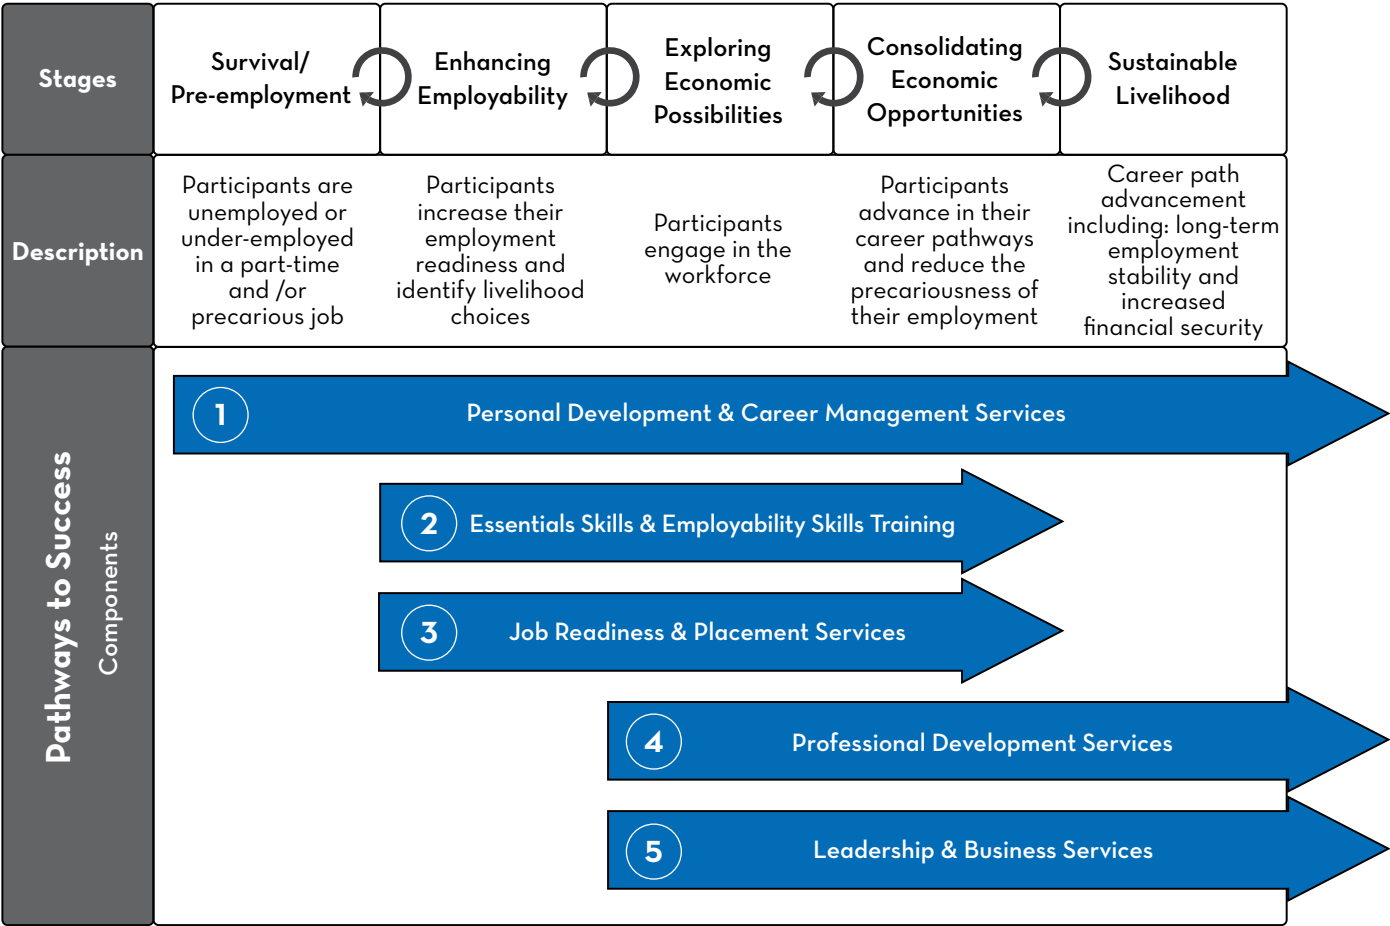 Stages
Survival/
Pre-employment
Enhancing
Employability
Exploring
Economic
Possibilities
Consolidating
Economic
Opportunities
Sustainable
Livelihood
Description
Participants are
unemployed or
under-employed
in a part-time
and /or
precarious job
Participants
increase their
employment
readiness and
identify livelihood
choices
Participants
engage in the
workforce
Participants
advance in their
career pathways
and reduce the
precariousness of
their employment
Career path
advancement
including: long-term
employment
stability and
increased
financial security
Pathways to Success
Components
1 Personal Development & Career Management Services
2 Essentials Skills & Employability Skills Training
3 Job Readiness & Placement Services
4 Professional Development Services
5 Leadership & Business Services